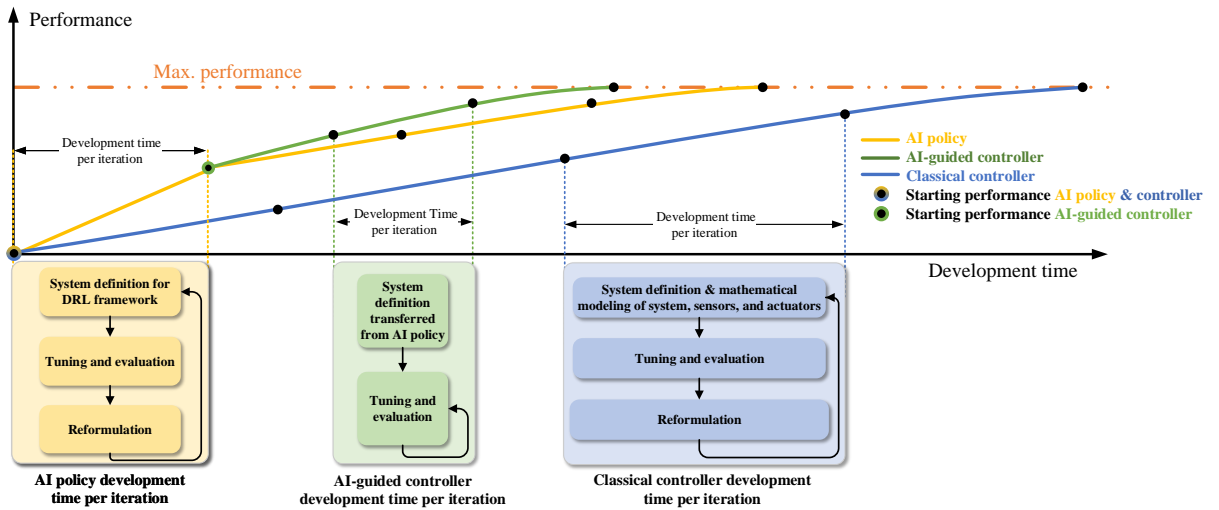 Performance
Max. performance
Development time
per iteration
Development Time
per iteration
Development time
per iteration
AI policy
AI-guided controller
Classical controller
Starting performance AI policy & controller
Starting performance AI-guided controller
Development time
System definition for
DRL framework
Tuning and evaluation
Reformulation
AI policy development
time per iteration
System
definition
transferred
from AI policy
Tuning and
evaluation
AI-guided controller
development time per iteration
System definition & mathematical
modeling of system, sensors, and actuators
Tuning and evaluation
Reformulation
Classical controller development
time per iteration